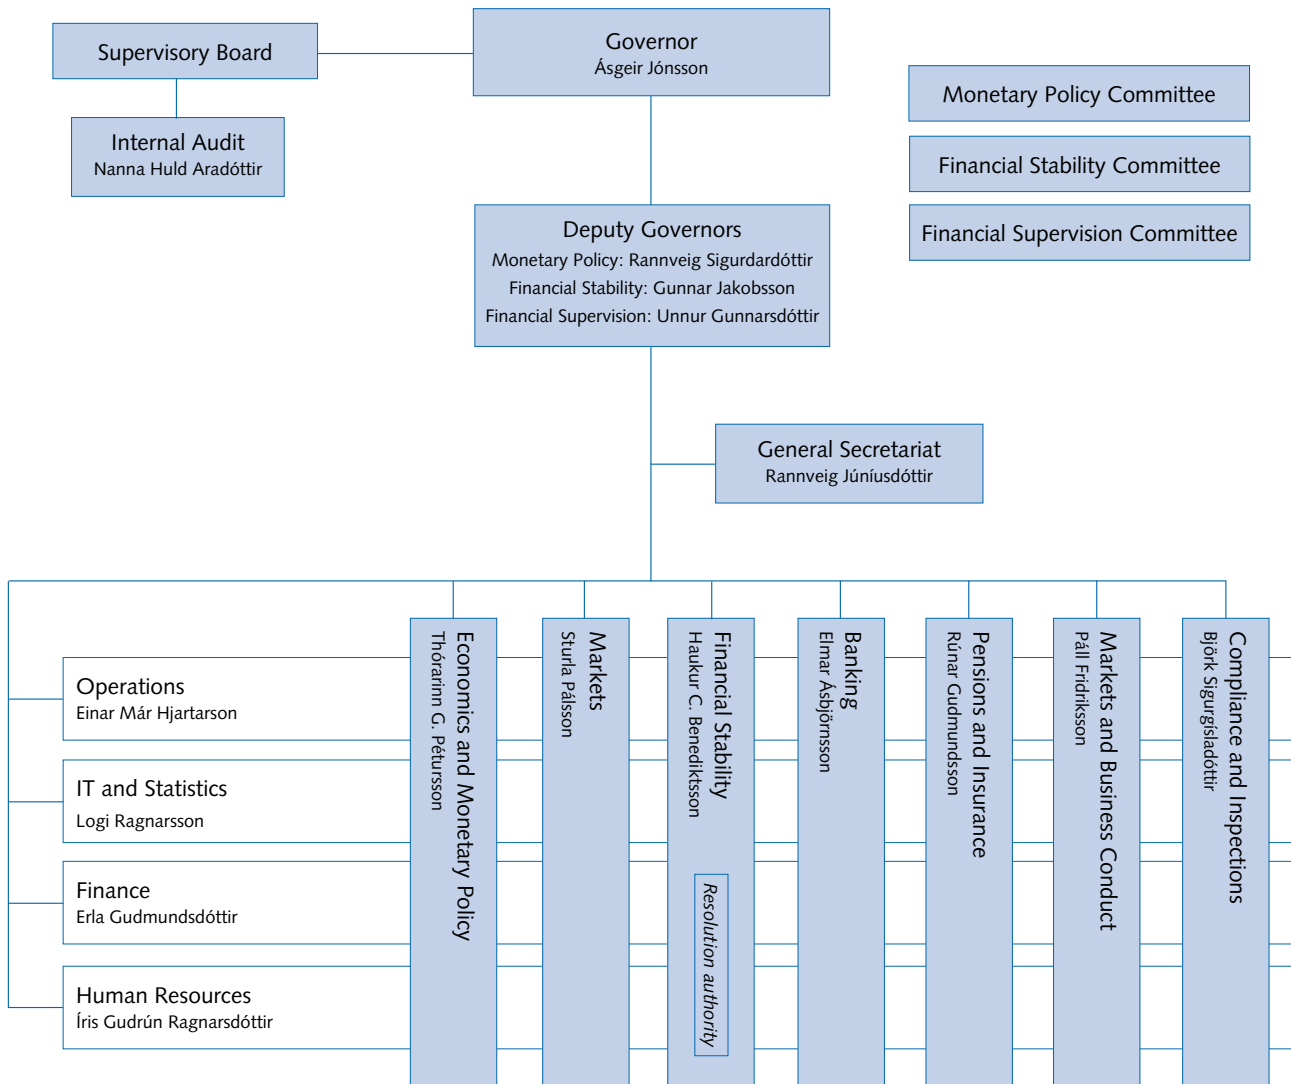 Supervisory Board
Governor
Ásgeir Jónsson
Internal Audit
Nanna Huld Aradóttir
Monetary Policy Committee
Financial Stability Committee
Financial Supervision Committee
Deputy Governors
Monetary Policy: Rannveig Sigurdardóttir
Financial Stability: Gunnar Jakobsson
Financial Supervision: Unnur Gunnarsdóttir
General Secretariat
Rannveig Júníusdóttir
Operations
Einar Már Hjartarson
IT and Statistics
Logi Ragnarsson
Finance
Erla Gudmundsdóttir
Human Resources
Íris Gudrún Ragnarsdóttir
Economics and Monetary Policy
Thórarinn G. Pétursson
Markets
Sturla Pálsson
Financial Stability
Haukur C. Benediktsson
Resolution authority
Banking
Elmar Ásbjörnsson
Pensions and Insurance
Rúnar Gudmundsson
Markets and Business Conduct
Páll Fridriksson
Compliance and Inspections
Björk Sigurgísladóttir